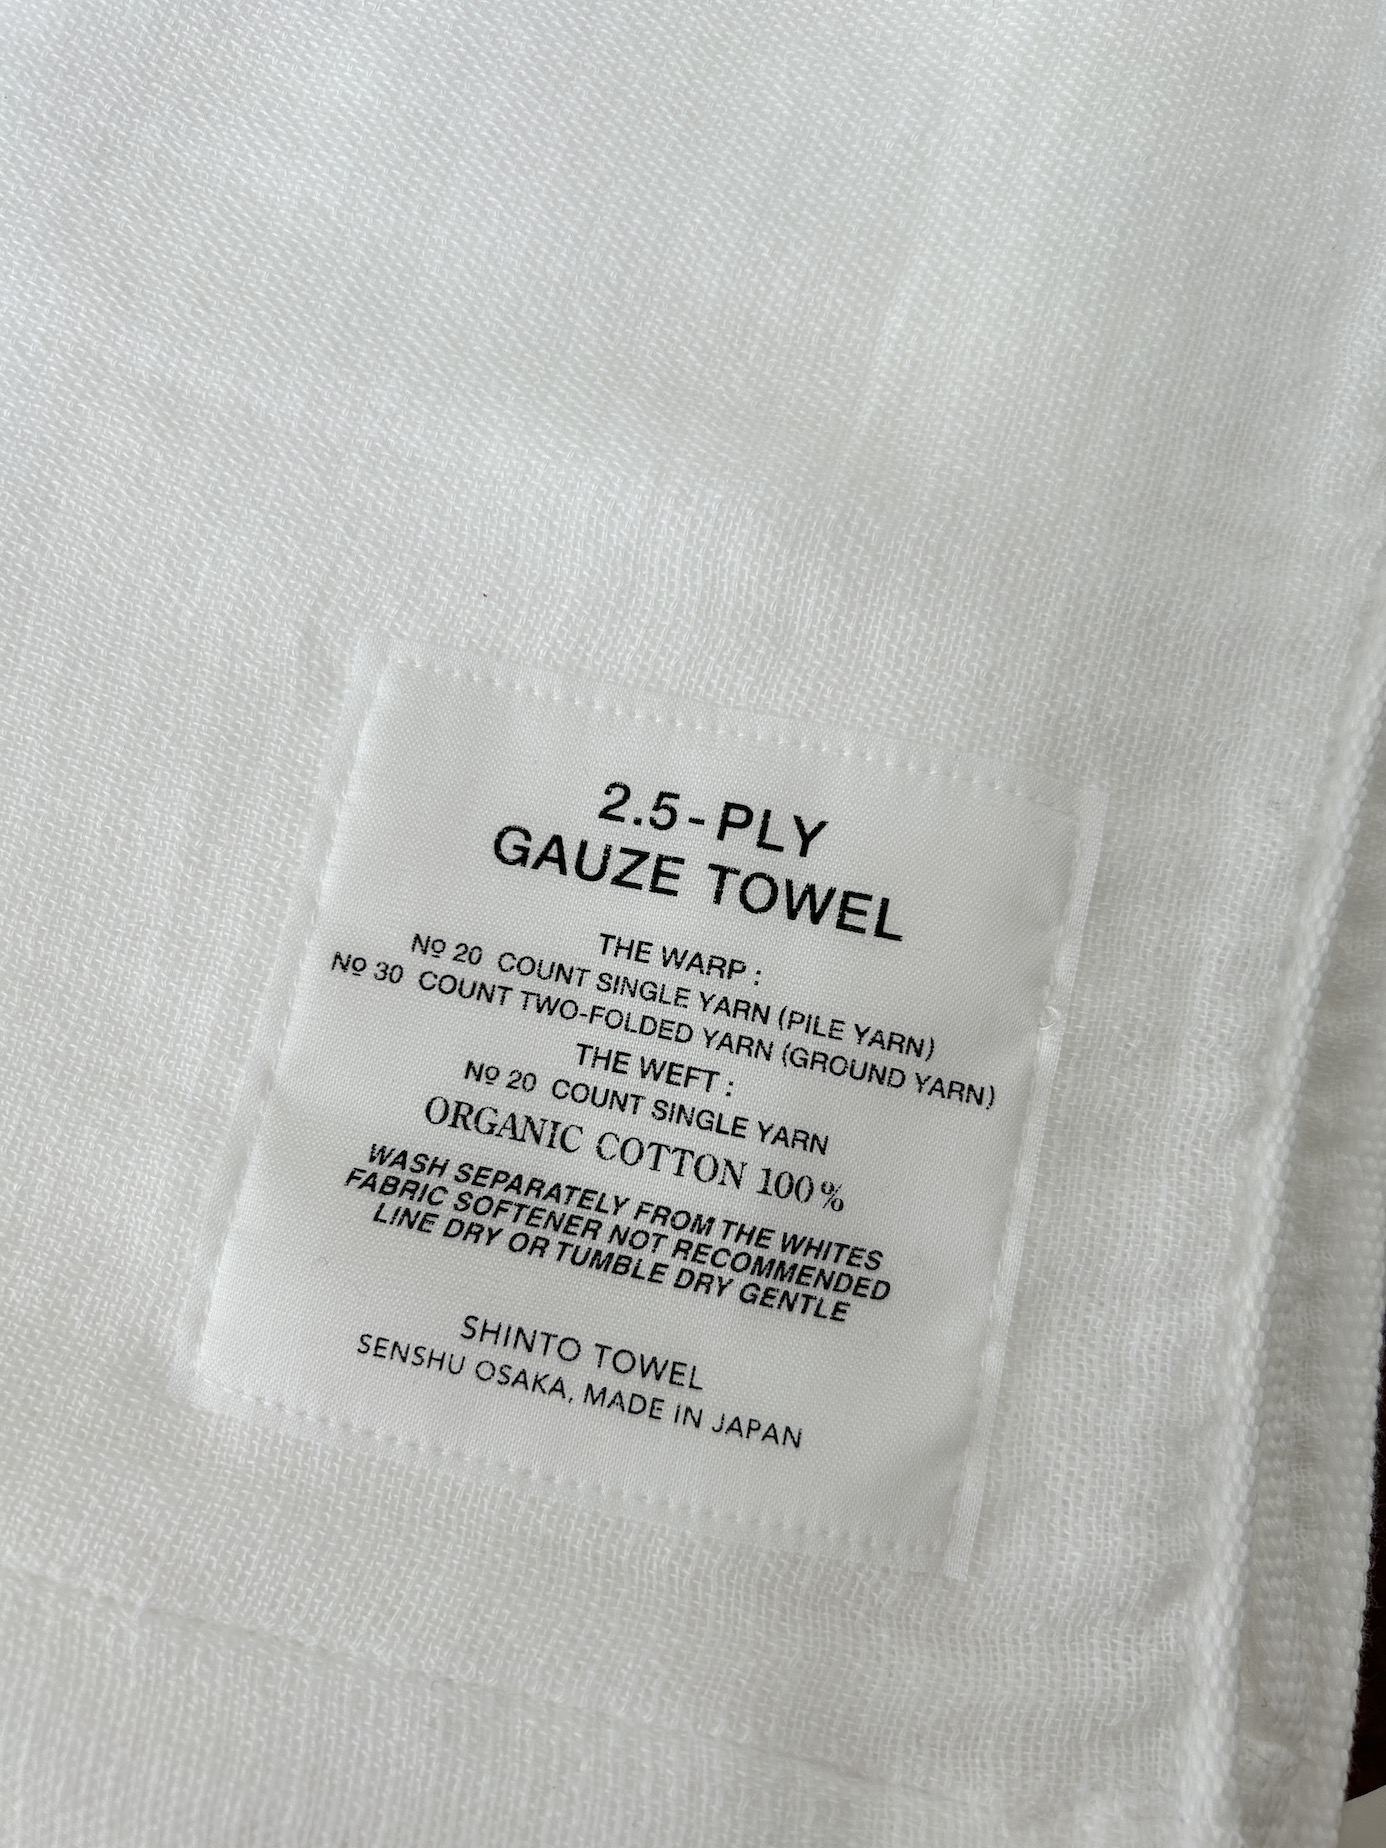 2.5-PLY
GAUZE TOWEL
THE WARP :
№ 20 COUNT SINGLE YARN (PILE YARN)
№ 30 COUNT TWO-FOLDED YARN (GROUND YARN)
THE WEFT :
№ 20 COUNT SINGLE YARN
ORGANIC COTTON 100%
WASH SEPARATELY FROM THE WHITES
FABRIC SOFTENER NOT RECOMMENDED
LINE DRY OR TUMBLE DRY GENTLE
SHINTO TOWEL
SENSHU OSAKA, MADE IN JAPAN